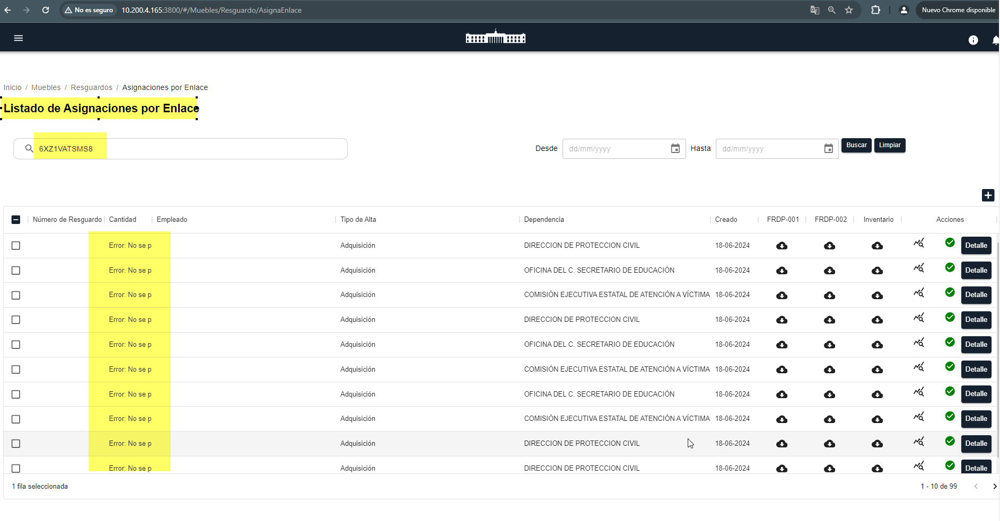 No es seguro 10.200.4.165:3800/#/Muebles/Resguardo/AsignaEnlace Nuevo Chrome disponible
Inicio / Muebles / Resguardos / Asignaciones por Enlace
Listado de Asignaciones por Enlace
6XZ1VATSMS8 Desde dd/mm/yyyy Hasta dd/mm/yyyy Buscar Limpiar
Número de Resguardo Cantidad Empleado Tipo de Alta Dependencia Creado FRDP-001 FRDP-002 Inventario Acciones
Error: No se p Adquisición DIRECCION DE PROTECCION CIVIL 18-06-2024 Detalle
Error: No se p Adquisición OFICINA DEL C. SECRETARIO DE EDUCACIÓN 18-06-2024 Detalle
Error: No se p Adquisición COMISIÓN EJECUTIVA ESTATAL DE ATENCIÓN A VÍCTIMA 18-06-2024 Detalle
Error: No se p Adquisición DIRECCION DE PROTECCION CIVIL 18-06-2024 Detalle
Error: No se p Adquisición OFICINA DEL C. SECRETARIO DE EDUCACIÓN 18-06-2024 Detalle
Error: No se p Adquisición COMISIÓN EJECUTIVA ESTATAL DE ATENCIÓN A VÍCTIMA 18-06-2024 Detalle
Error: No se p Adquisición OFICINA DEL C. SECRETARIO DE EDUCACIÓN 18-06-2024 Detalle
Error: No se p Adquisición COMISIÓN EJECUTIVA ESTATAL DE ATENCIÓN A VÍCTIMA 18-06-2024 Detalle
Error: No se p Adquisición DIRECCION DE PROTECCION CIVIL 18-06-2024 Detalle
Error: No se p Adquisición DIRECCION DE PROTECCION CIVIL 18-06-2024 Detalle
1 fila seleccionada 1 - 10 de 99